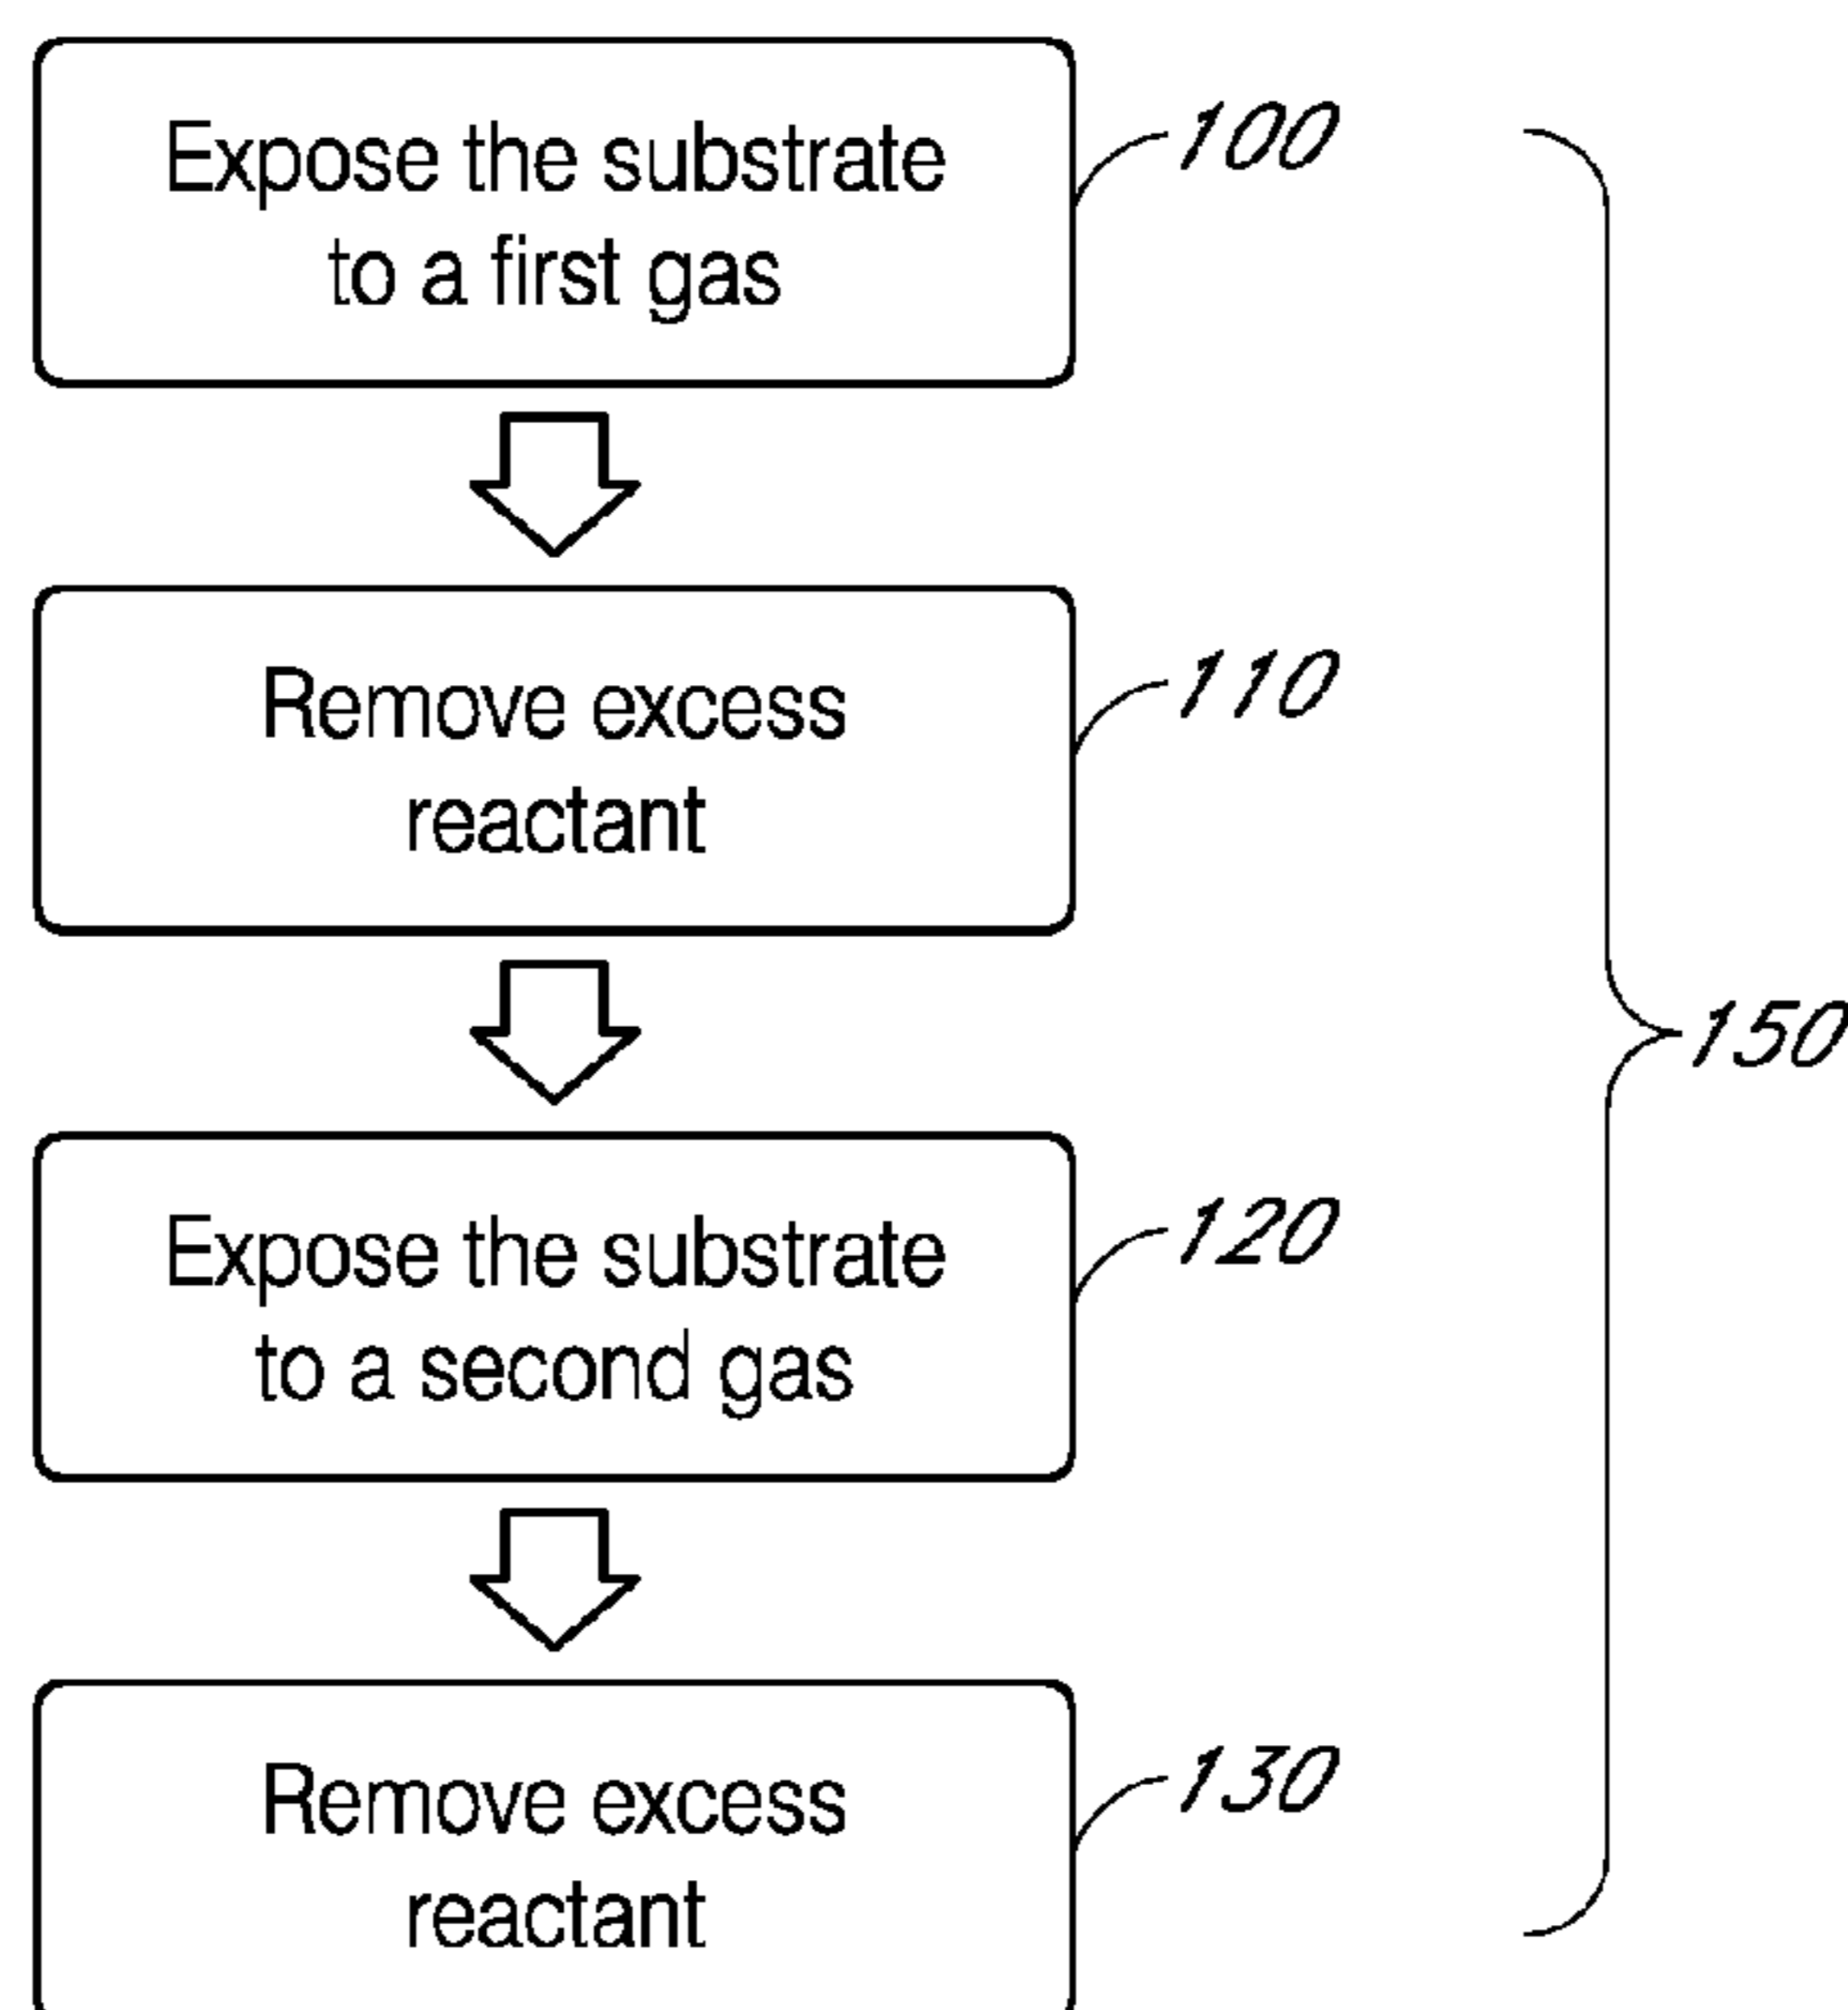 Expose the substrate
to a first gas
100
Remove excess
reactant
110
150
Expose the substrate
to a second gas
120
Remove excess
reactant
130